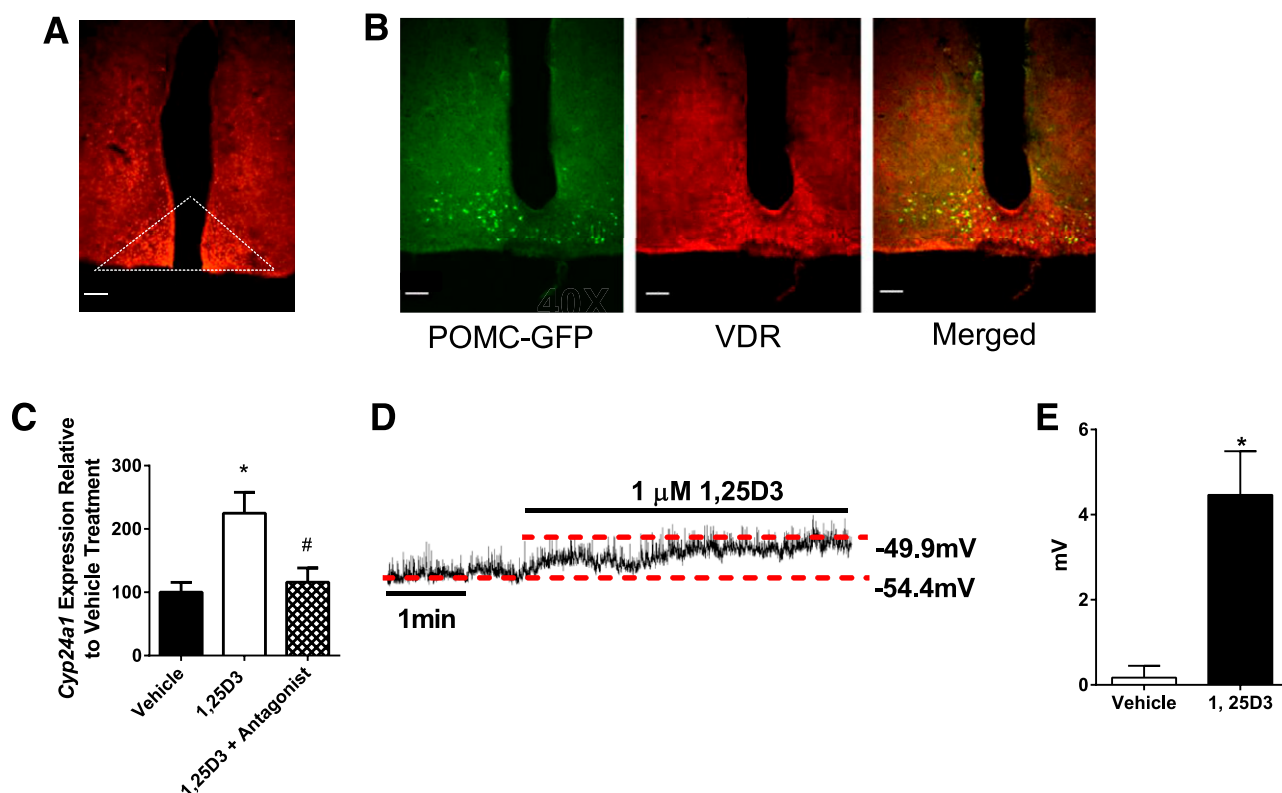 A
B
40X
POMC-GFP
VDR
Merged
C
Cyp24a1 Expression Relative
to Vehicle Treatment
300
200
100
0
*
#
Vehicle
1,25D3
1,25D3 + Antagonist
D
1 μM 1,25D3
-49.9mV
-54.4mV
1min
E
mV
6
4
2
0
*
Vehicle
1, 25D3